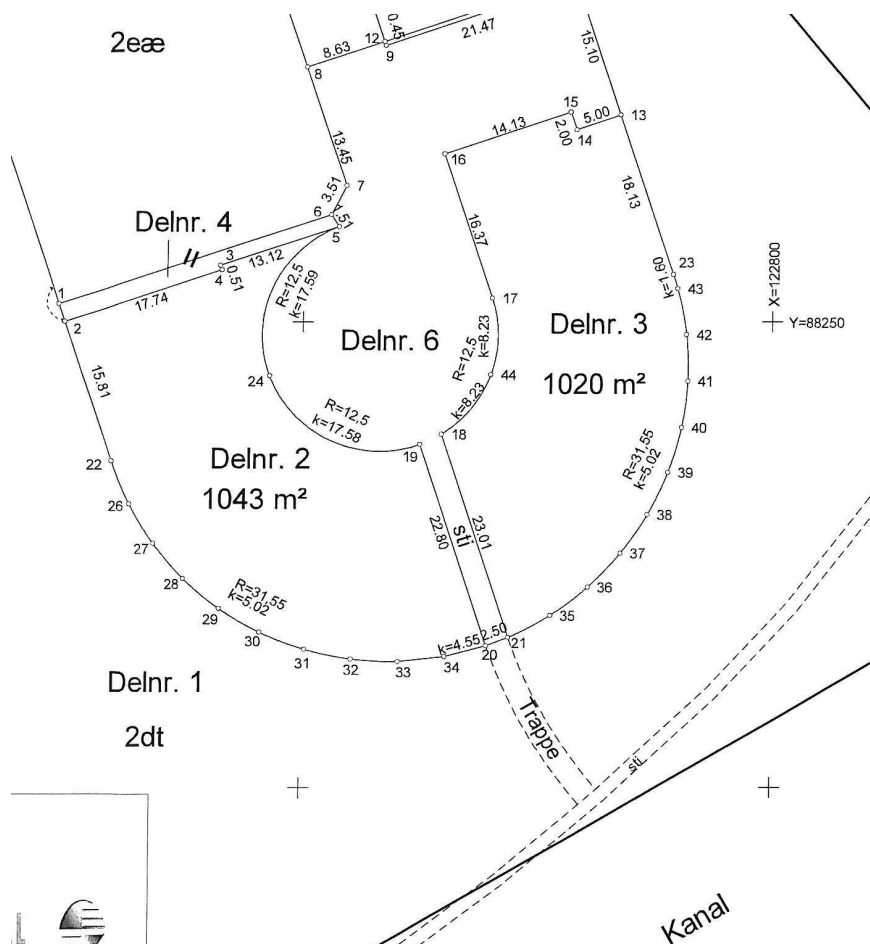 2eæ
0.45
12
9
8.63
21.47
8
15.10
15
5.00
13
14
2.00
14.13
16
13.45
7
3.51
18.13
6
1.51
5
Delnr. 4
3
4
0.51
13.12
17.74
1
2
16.37
23
k=1.60
43
17
X=122800
Y=88250
R=12,5
k=17.59
Delnr. 6
Delnr. 3
1020 m²
42
41
R=12,5
k=8.23
44
k=8.23
24
15.81
R=12,5
k=17.58
18
19
40
22
Delnr. 2
1043 m²
39
R=31,55
k=5.02
38
26
27
sti
22.80
23.01
37
28
36
R=31,55
k=5.02
29
35
30
31
32
33
34
k=4.55
2.50
20
21
Delnr. 1
2dt
Trappe
sti
Kanal
L